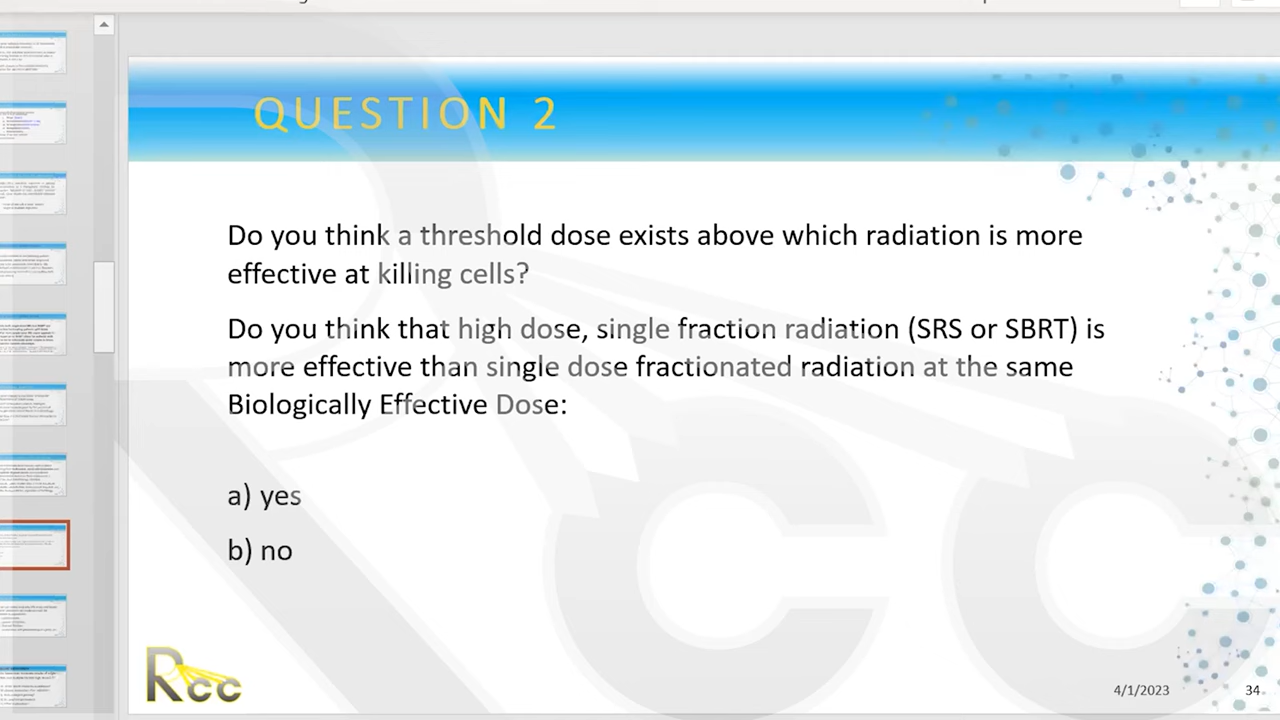 QUESTION 2
Do you think a threshold dose exists above which radiation is more
effective at killing cells?
Do you think that high dose, single fraction radiation (SRS or SBRT) is
more effective than single dose fractionated radiation at the same
Biologically Effective Dose:
a) yes
b) no
Rcc
4/1/2023
34